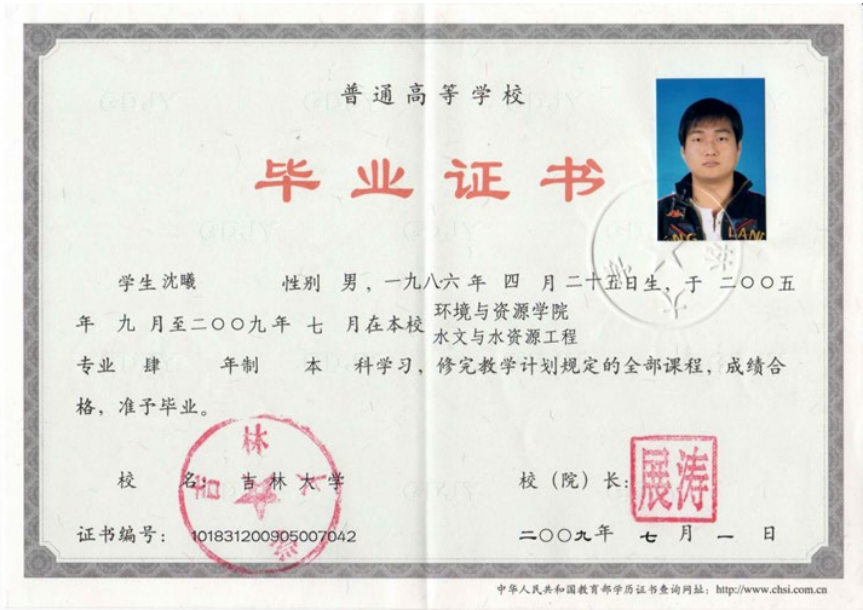 普通高等学校
毕业证书
学生 沈曦 性别 男，一九八六年 四 月 二十五日生，于 二〇〇五
年 九 月至二〇〇九年 七 月在本校 环境与资源学院
水文与水资源工程
专业 肆 年制 本 科学习，修完教学计划规定的全部课程，成绩合
格，准予毕业。
校 名：吉林大学 校（院）长：
吉林大学
展涛
证书编号：101831200905007042 二〇〇九年 七 月 一 日
中华人民共和国教育部学历证书查询网址：http://www.chsi.com.cn